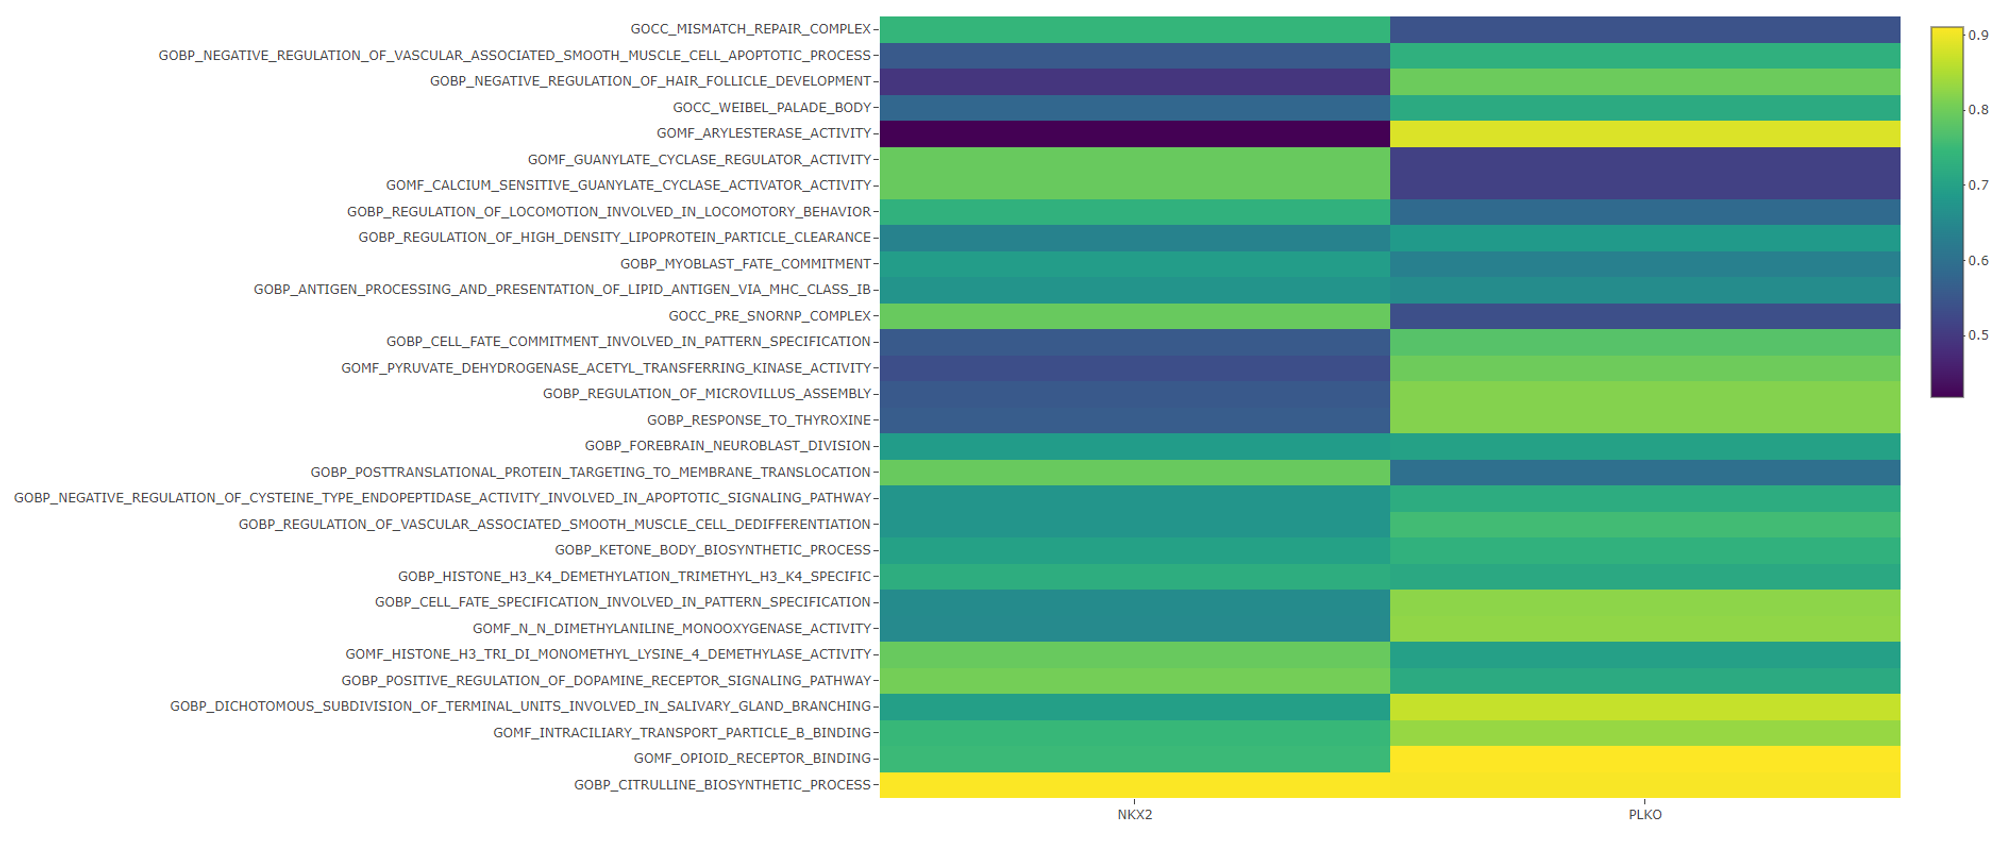 GOCC_MISMATCH_REPAIR_COMPLEX
GOBP_NEGATIVE_REGULATION_OF_VASCULAR_ASSOCIATED_SMOOTH_MUSCLE_CELL_APOPTOTIC_PROCESS
GOBP_NEGATIVE_REGULATION_OF_HAIR_FOLLICLE_DEVELOPMENT
GOCC_WEIBEL_PALADE_BODY
GOMF_ARYLESTERASE_ACTIVITY
GOMF_GUANYLATE_CYCLASE_REGULATOR_ACTIVITY
GOMF_CALCIUM_SENSITIVE_GUANYLATE_CYCLASE_ACTIVATOR_ACTIVITY
GOBP_REGULATION_OF_LOCOMOTION_INVOLVED_IN_LOCOMOTORY_BEHAVIOR
GOBP_REGULATION_OF_HIGH_DENSITY_LIPOPROTEIN_PARTICLE_CLEARANCE
GOBP_MYOBLAST_FATE_COMMITMENT
GOBP_ANTIGEN_PROCESSING_AND_PRESENTATION_OF_LIPID_ANTIGEN_VIA_MHC_CLASS_IB
GOCC_PRE_SNORNP_COMPLEX
GOBP_CELL_FATE_COMMITMENT_INVOLVED_IN_PATTERN_SPECIFICATION
GOMF_PYRUVATE_DEHYDROGENASE_ACETYL_TRANSFERRING_KINASE_ACTIVITY
GOBP_REGULATION_OF_MICROVILLUS_ASSEMBLY
GOBP_RESPONSE_TO_THYROXINE
GOBP_FOREBRAIN_NEUROBLAST_DIVISION
GOBP_POSTTRANSLATIONAL_PROTEIN_TARGETING_TO_MEMBRANE_TRANSLOCATION
GOBP_NEGATIVE_REGULATION_OF_CYSTEINE_TYPE_ENDOPEPTIDASE_ACTIVITY_INVOLVED_IN_APOPTOTIC_SIGNALING_PATHWAY
GOBP_REGULATION_OF_VASCULAR_ASSOCIATED_SMOOTH_MUSCLE_CELL_DEDIFFERENTIATION
GOBP_KETONE_BODY_BIOSYNTHETIC_PROCESS
GOBP_HISTONE_H3_K4_DEMETHYLATION_TRIMETHYL_H3_K4_SPECIFIC
GOBP_CELL_FATE_SPECIFICATION_INVOLVED_IN_PATTERN_SPECIFICATION
GOMF_N_N_DIMETHYLANILINE_MONOOXYGENASE_ACTIVITY
GOMF_HISTONE_H3_TRI_DI_MONOMETHYL_LYSINE_4_DEMETHYLASE_ACTIVITY
GOBP_POSITIVE_REGULATION_OF_DOPAMINE_RECEPTOR_SIGNALING_PATHWAY
GOBP_DICHOTOMOUS_SUBDIVISION_OF_TERMINAL_UNITS_INVOLVED_IN_SALIVARY_GLAND_BRANCHING
GOMF_INTRACILIARY_TRANSPORT_PARTICLE_B_BINDING
GOMF_OPIOID_RECEPTOR_BINDING
GOBP_CITRULLINE_BIOSYNTHETIC_PROCESS
NKX2
PLKO
0.9
0.8
0.7
0.6
0.5